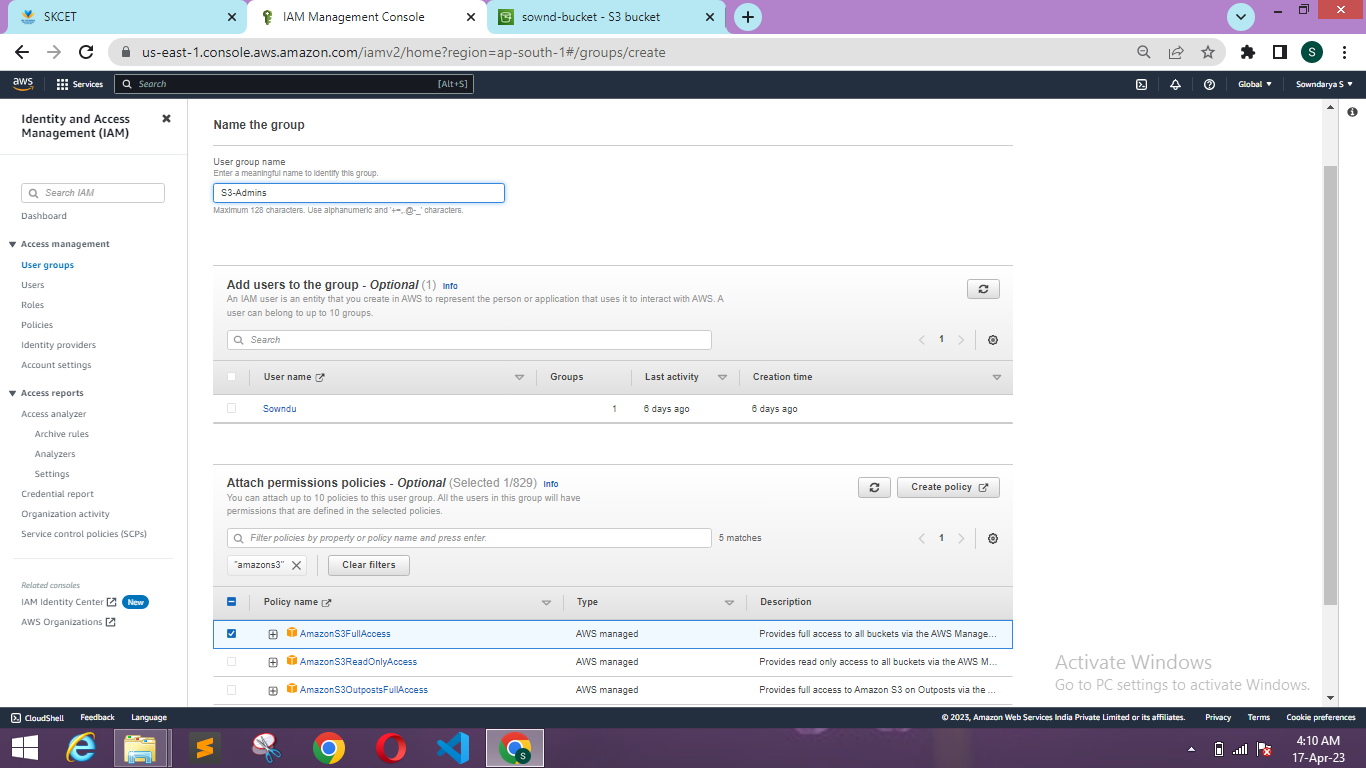 SKCET
IAM Management Console
sownd-bucket - S3 bucket
us-east-1.console.aws.amazon.com/iamv2/home?region=ap-south-1#/groups/create
S
aws
Services
Search
[Alt+S]
Global
Sowndarya S
Identity and Access
Management (IAM)
Search IAM
Dashboard
Access management
User groups
Users
Roles
Policies
Identity providers
Account settings
Access reports
Access analyzer
Archive rules
Analyzers
Settings
Credential report
Organization activity
Service control policies (SCPs)
Related consoles
IAM Identity Center New
AWS Organizations
Name the group
User group name
Enter a meaningful name to identify this group.
S3-Admins
Maximum 128 characters. Use alphanumeric and '+=,.@-_' characters.
Add users to the group - Optional (1) Info
An IAM user is an entity that you create in AWS to represent the person or application that uses it to interact with AWS. A
user can belong to up to 10 groups.
Search
1
User name Groups Last activity Creation time
Sowndu 1 6 days ago 6 days ago
Attach permissions policies - Optional (Selected 1/829) Info
You can attach up to 10 policies to this user group. All the users in this group will have
permissions that are defined in the selected policies.
Create policy
Filter policies by property or policy name and press enter.
5 matches
1
"amazons3"
Clear filters
Policy name Type Description
AmazonS3FullAccess AWS managed Provides full access to all buckets via the AWS Manage...
AmazonS3ReadOnlyAccess AWS managed Provides read only access to all buckets via the AWS M...
AmazonS3OutpostsFullAccess AWS managed Provides full access to Amazon S3 on Outposts via the ...
Activate Windows
Go to PC settings to activate Windows.
CloudShell Feedback Language
© 2023, Amazon Web Services India Private Limited or its affiliates. Privacy Terms Cookie preferences
S
4:10 AM
17-Apr-23